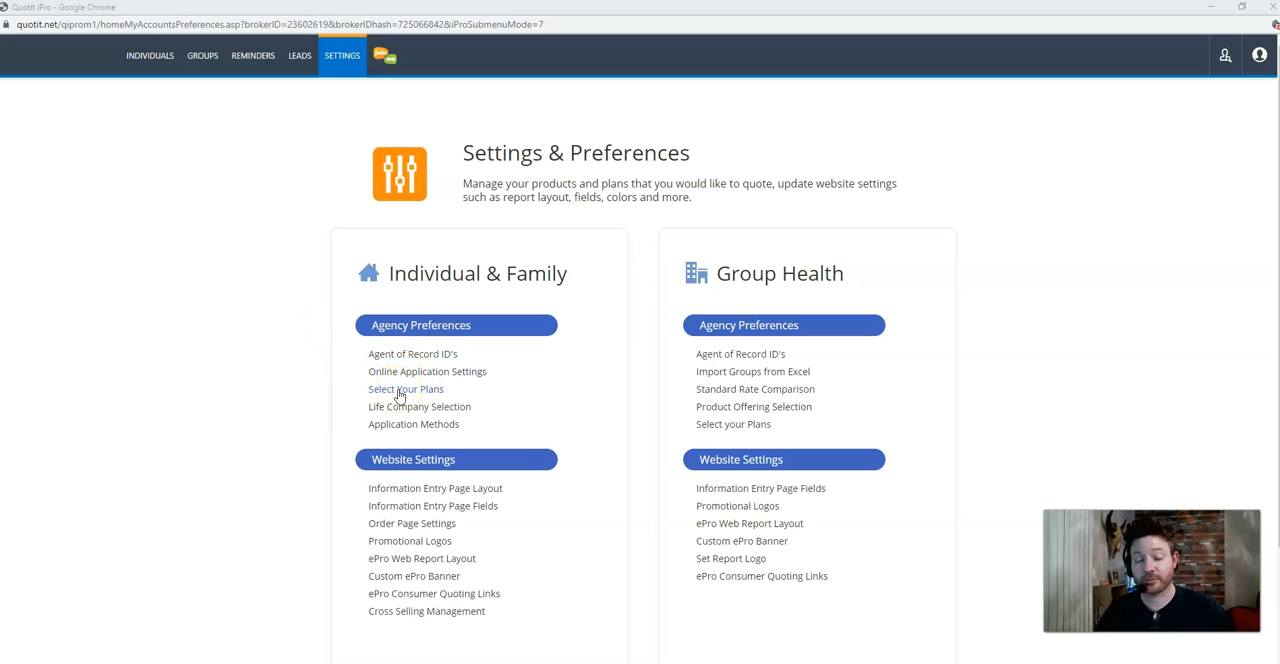 Quotit iPro - Google Chrome
quotit.net/qiprom1/homeMyAccountsPreferences.asp?brokerID=23602619&brokerIDhash=725066842&iProSubmenuMode=7
INDIVIDUALS GROUPS REMINDERS LEADS SETTINGS join me
Settings & Preferences
Manage your products and plans that you would like to quote, update website settings
such as report layout, fields, colors and more.
Individual & Family
Agency Preferences
Agent of Record ID's
Online Application Settings
Select Your Plans
Life Company Selection
Application Methods
Website Settings
Information Entry Page Layout
Information Entry Page Fields
Order Page Settings
Promotional Logos
ePro Web Report Layout
Custom ePro Banner
ePro Consumer Quoting Links
Cross Selling Management
Group Health
Agency Preferences
Agent of Record ID's
Import Groups from Excel
Standard Rate Comparison
Product Offering Selection
Select your Plans
Website Settings
Information Entry Page Fields
Promotional Logos
ePro Web Report Layout
Custom ePro Banner
Set Report Logo
ePro Consumer Quoting Links